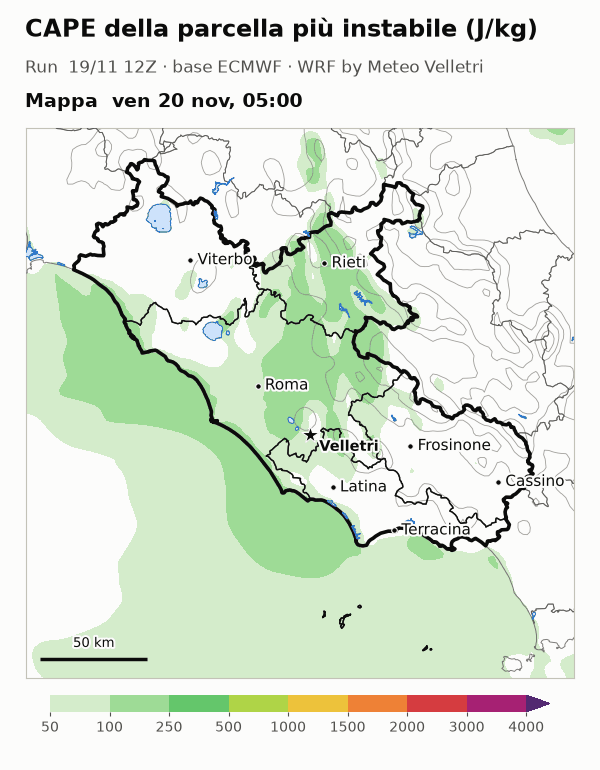 CAPE della parcella più instabile (J/kg)
Run  19/11 12Z · base ECMWF · WRF by Meteo Velletri
Mappa  ven 20 nov, 05:00
Viterbo
Rieti
Roma
Velletri
Frosinone
Cassino
Latina
Terracina
50 km
50 100 250 500 1000 1500 2000 3000 4000